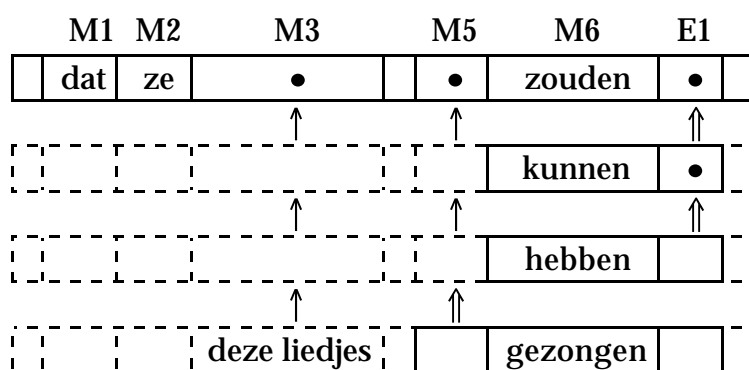 M1 M2 M3 M5 M6 E1
dat ze • • zouden •
kunnen •
hebben
deze liedjes gezongen